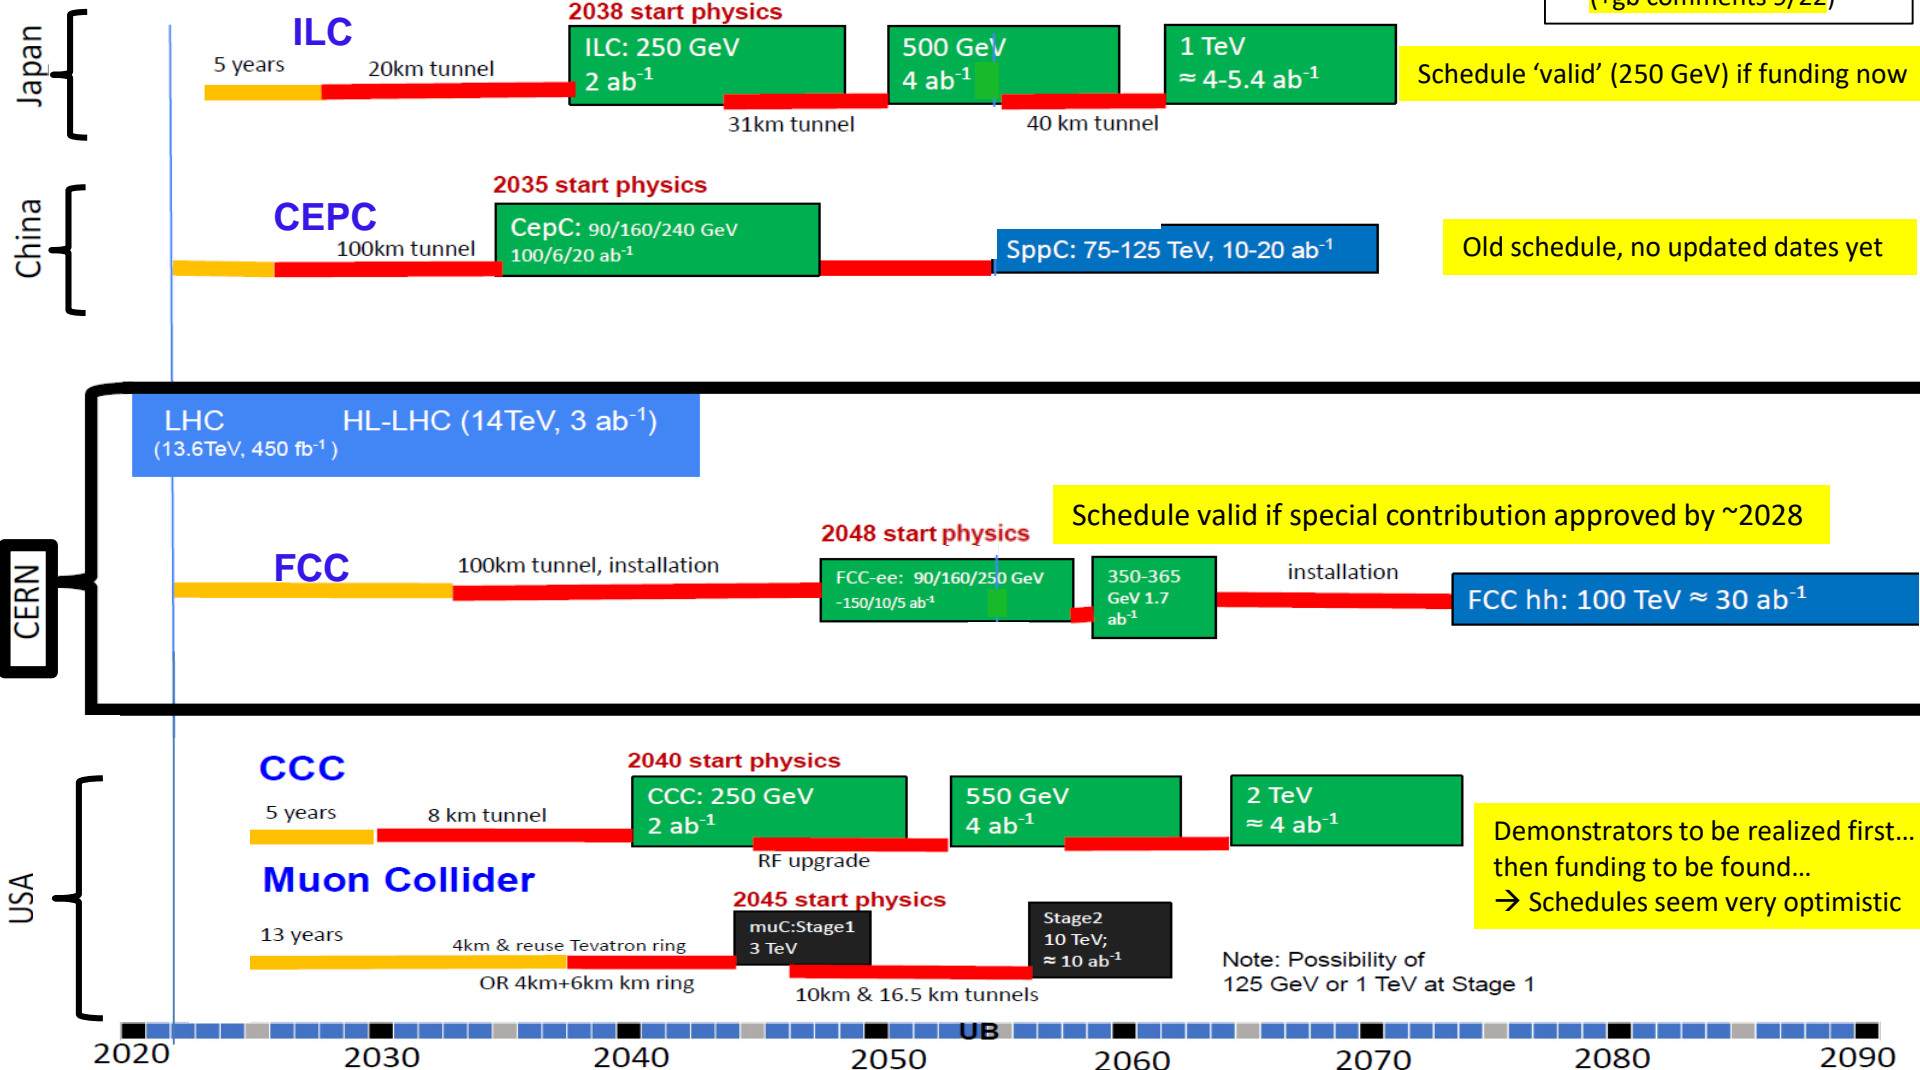 (+gb comments 9/22)
Japan
ILC
2038 start physics
5 years
20km tunnel
ILC: 250 GeV
2 ab⁻¹
31km tunnel
500 GeV
4 ab⁻¹
40 km tunnel
1 TeV
≈ 4-5.4 ab⁻¹
Schedule ‘valid’ (250 GeV) if funding now
China
CEPC
2035 start physics
100km tunnel
CepC: 90/160/240 GeV
100/6/20 ab⁻¹
SppC: 75-125 TeV, 10-20 ab⁻¹
Old schedule, no updated dates yet
CERN
LHC
(13.6TeV, 450 fb⁻¹ )
HL-LHC (14TeV, 3 ab⁻¹)
Schedule valid if special contribution approved by ~2028
2048 start physics
FCC
100km tunnel, installation
FCC-ee: 90/160/250 GeV
-150/10/5 ab⁻¹
350-365
GeV 1.7
ab⁻¹
installation
FCC hh: 100 TeV ≈ 30 ab⁻¹
USA
CCC
2040 start physics
5 years
8 km tunnel
CCC: 250 GeV
2 ab⁻¹
RF upgrade
550 GeV
4 ab⁻¹
2 TeV
≈ 4 ab⁻¹
Demonstrators to be realized first…
then funding to be found…
→ Schedules seem very optimistic
Muon Collider
2045 start physics
13 years
4km & reuse Tevatron ring
OR 4km+6km km ring
muC:Stage1
3 TeV
10km & 16.5 km tunnels
Stage2
10 TeV;
≈ 10 ab⁻¹
Note: Possibility of
125 GeV or 1 TeV at Stage 1
UB
2020 2030 2040 2050 2060 2070 2080 2090